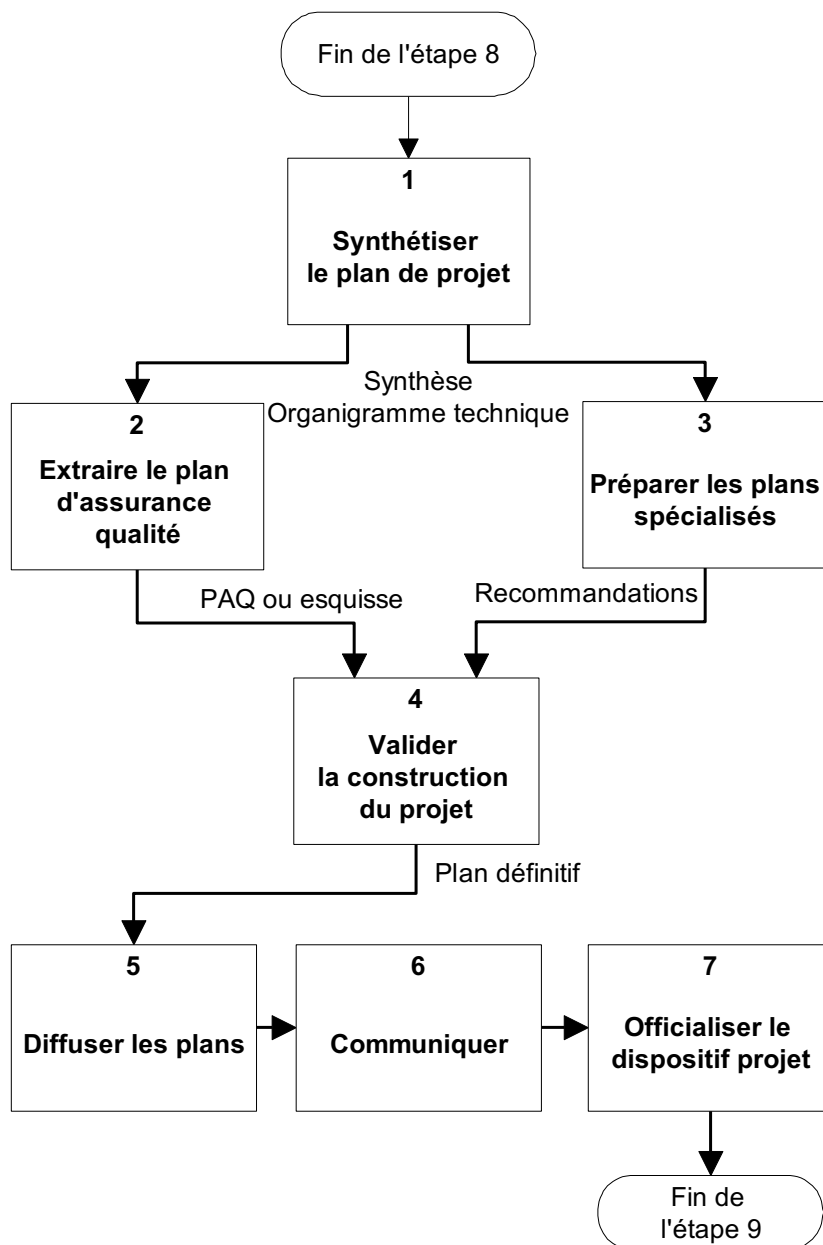 Fin de l'étape 8
1
Synthétiser
le plan de projet
Synthèse
Organigramme technique
2
Extraire le plan
d'assurance
qualité
3
Préparer les plans
spécialisés
PAQ ou esquisse
Recommandations
4
Valider
la construction
du projet
Plan définitif
5
Diffuser les plans
6
Communiquer
7
Officialiser le
dispositif projet
Fin de
l'étape 9